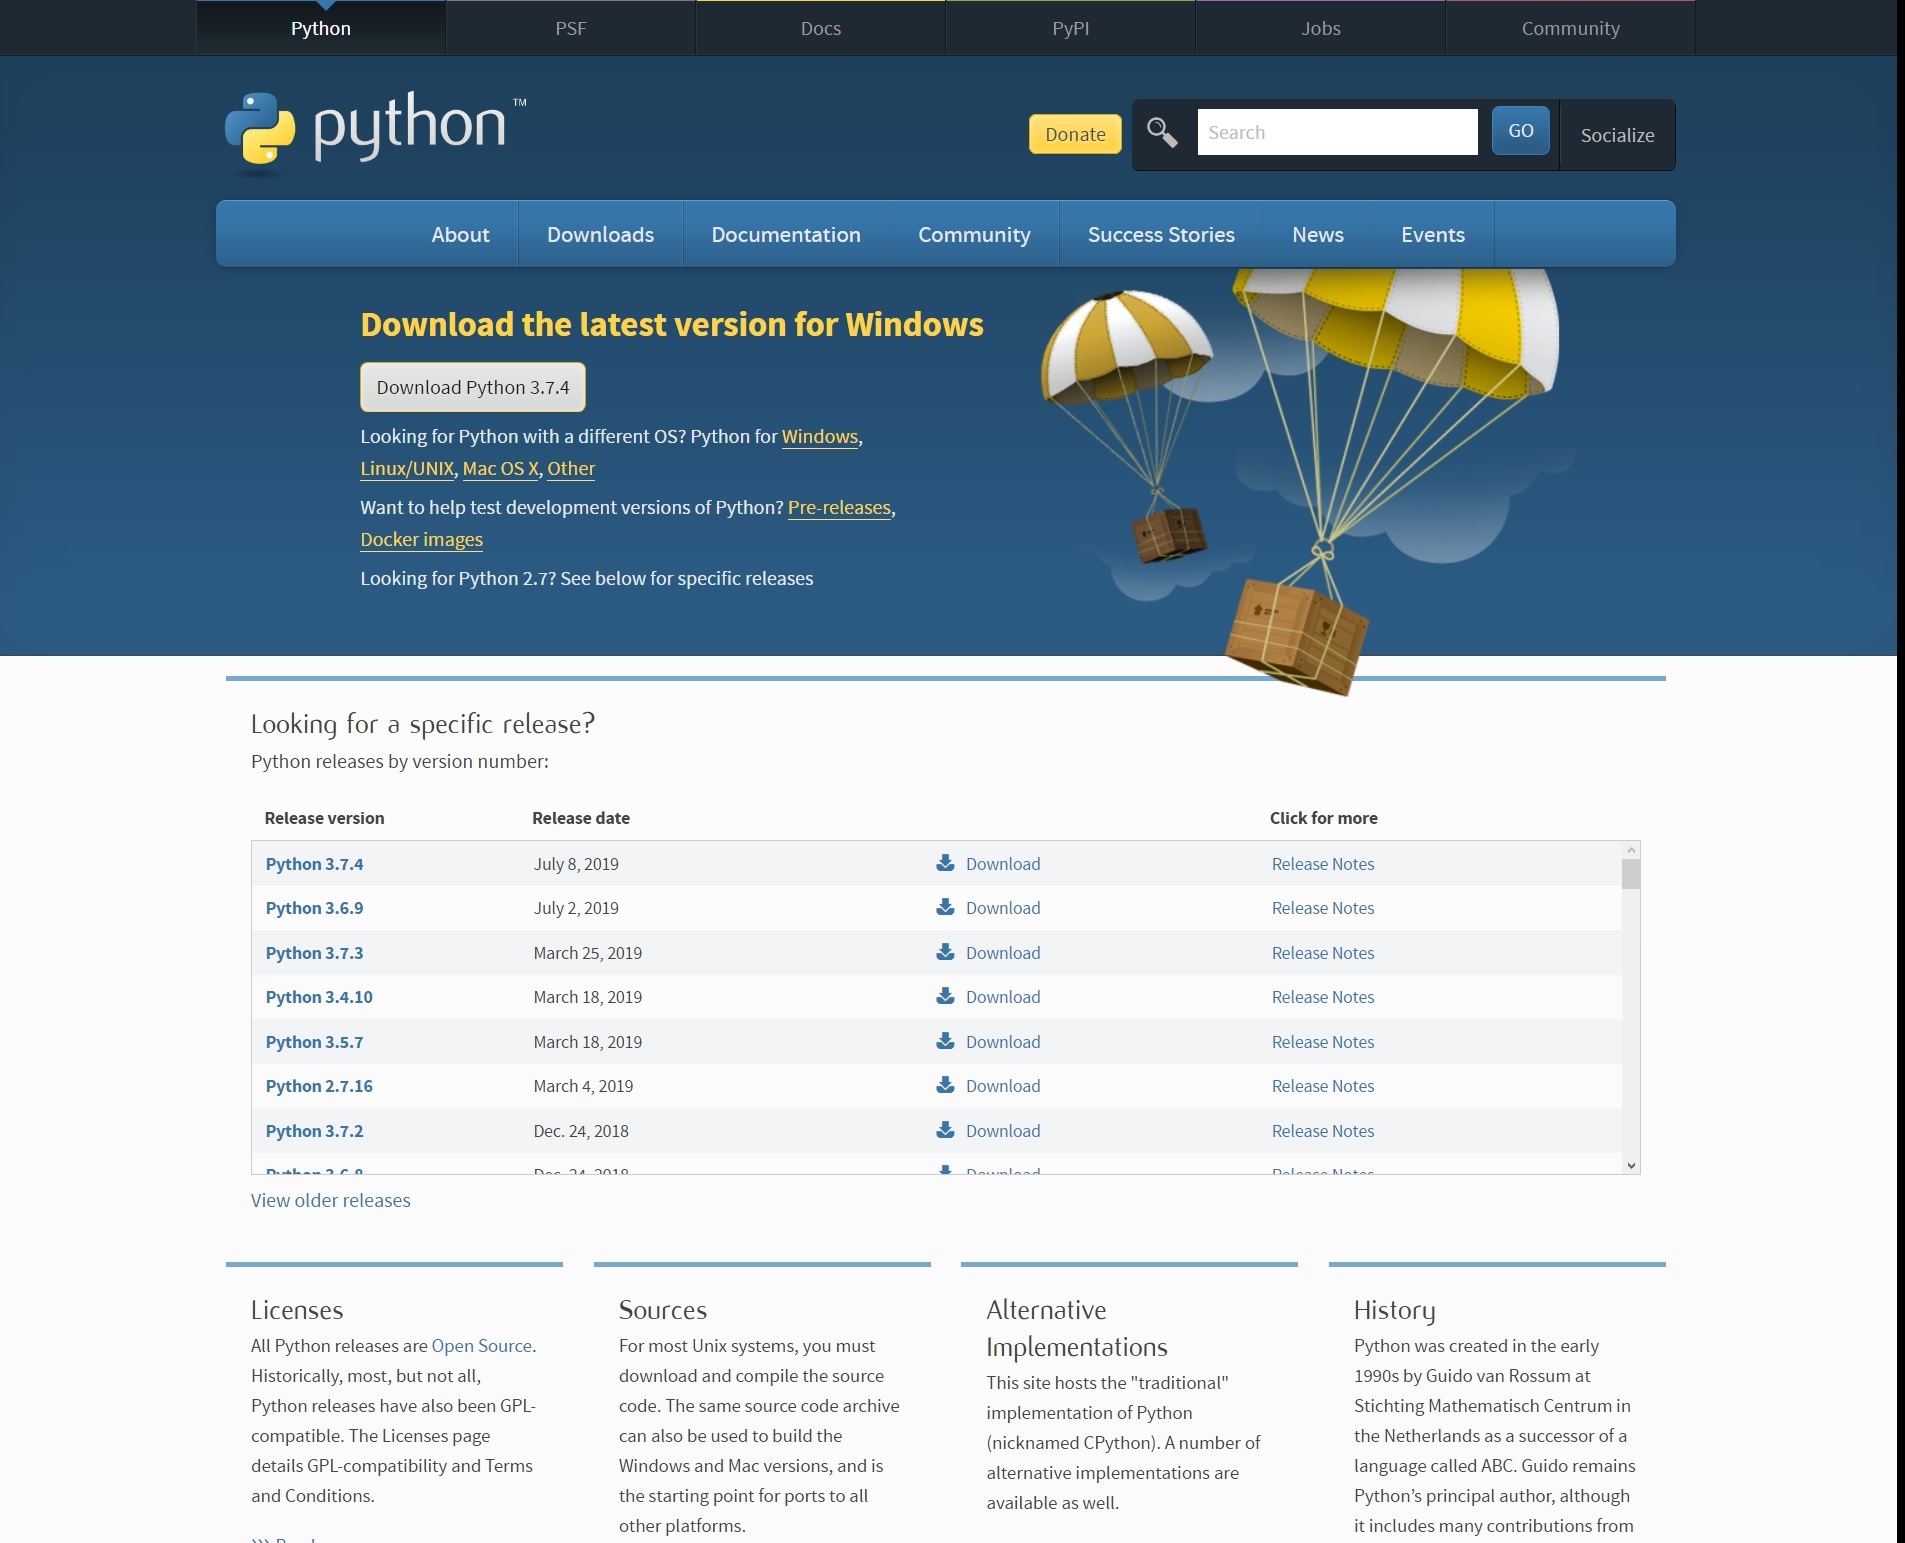 Python PSF Docs PyPI Jobs Community
python™
Donate Search GO Socialize
About Downloads Documentation Community Success Stories News Events
Download the latest version for Windows
Download Python 3.7.4
Looking for Python with a different OS? Python for Windows,
Linux/UNIX, Mac OS X, Other
Want to help test development versions of Python? Pre-releases,
Docker images
Looking for Python 2.7? See below for specific releases
Looking for a specific release?
Python releases by version number:
Release version Release date Click for more
Python 3.7.4 July 8, 2019 Download Release Notes
Python 3.6.9 July 2, 2019 Download Release Notes
Python 3.7.3 March 25, 2019 Download Release Notes
Python 3.4.10 March 18, 2019 Download Release Notes
Python 3.5.7 March 18, 2019 Download Release Notes
Python 2.7.16 March 4, 2019 Download Release Notes
Python 3.7.2 Dec. 24, 2018 Download Release Notes
Python 3.6.8 Dec. 24, 2018 Download Release Notes
View older releases
Licenses
All Python releases are Open Source.
Historically, most, but not all,
Python releases have also been GPL-
compatible. The Licenses page
details GPL-compatibility and Terms
and Conditions.
Sources
For most Unix systems, you must
download and compile the source
code. The same source code archive
can also be used to build the
Windows and Mac versions, and is
the starting point for ports to all
other platforms.
Alternative
Implementations
This site hosts the "traditional"
implementation of Python
(nicknamed CPython). A number of
alternative implementations are
available as well.
History
Python was created in the early
1990s by Guido van Rossum at
Stichting Mathematisch Centrum in
the Netherlands as a successor of a
language called ABC. Guido remains
Python’s principal author, although
it includes many contributions from